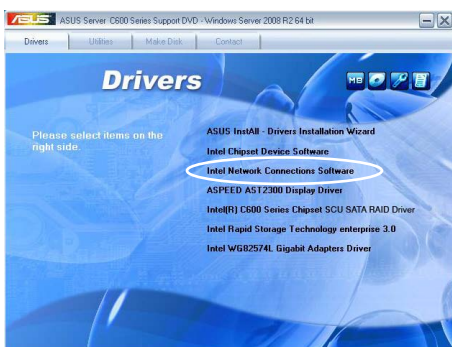 ASUS ASUS Server C600 Series Support DVD - Windows Server 2008 R2 64 bit
Drivers Utilities Make Disk Contact
Drivers
MB
Please select items on the
right side.
ASUS InstAll - Drivers Installation Wizard
Intel Chipset Device Software
Intel Network Connections Software
ASPEED AST2300 Display Driver
Intel(R) C600 Series Chipset SCU SATA RAID Driver
Intel Rapid Storage Technology enterprise 3.0
Intel WG82574L Gigabit Adapters Driver